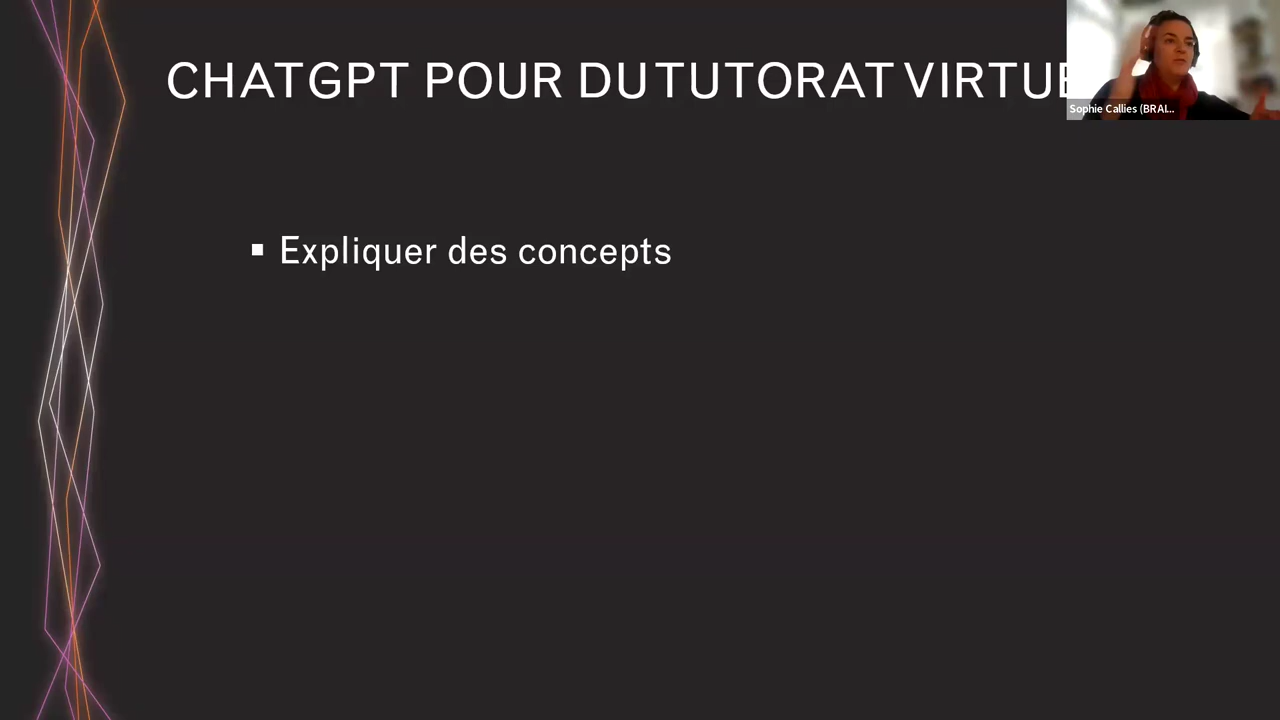 CHATGPT POUR DU TUTORAT VIRTUE
Sophie Callies (BRAI...
▪ Expliquer des concepts